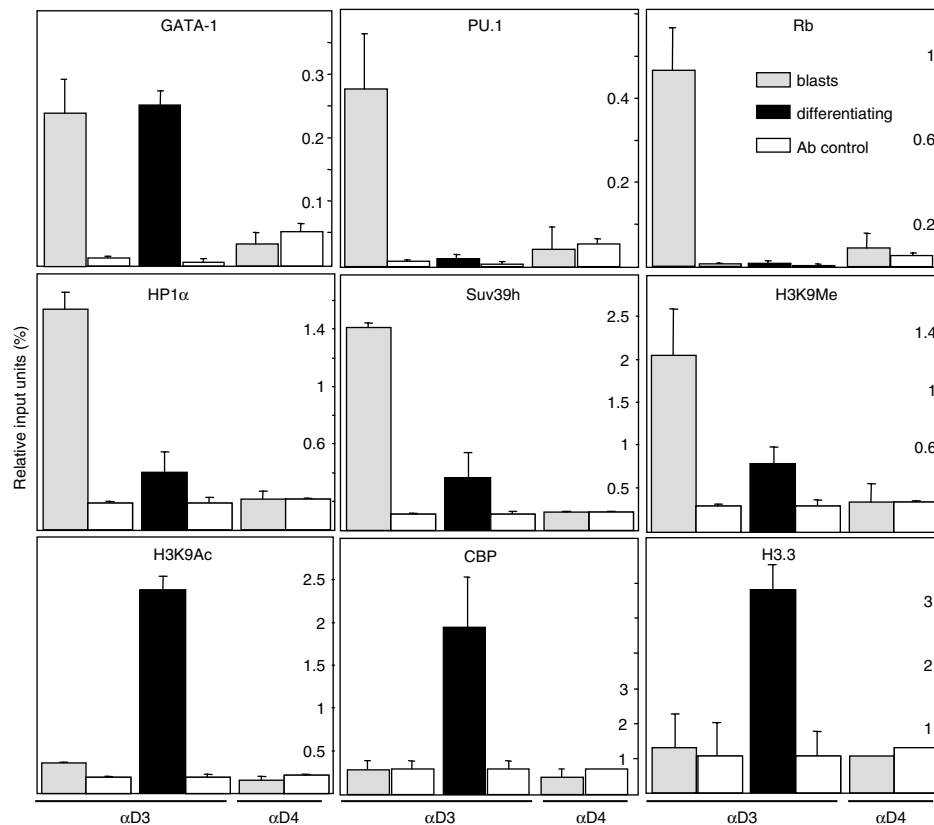 GATA-1
0.3
0.1
PU.1
0.4
0.2
Rb
1
0.6
0.2
blasts
differentiating
Ab control
Relative input units (%)
HP1α
1.4
1
0.6
Suv39h
2.5
2
1.5
1
0.5
H3K9Me
1.4
1
0.6
H3K9Ac
2.5
2
1.5
1
0.5
CBP
3
2
1
H3.3
3
2
1
αD3 αD4 αD3 αD4 αD3 αD4